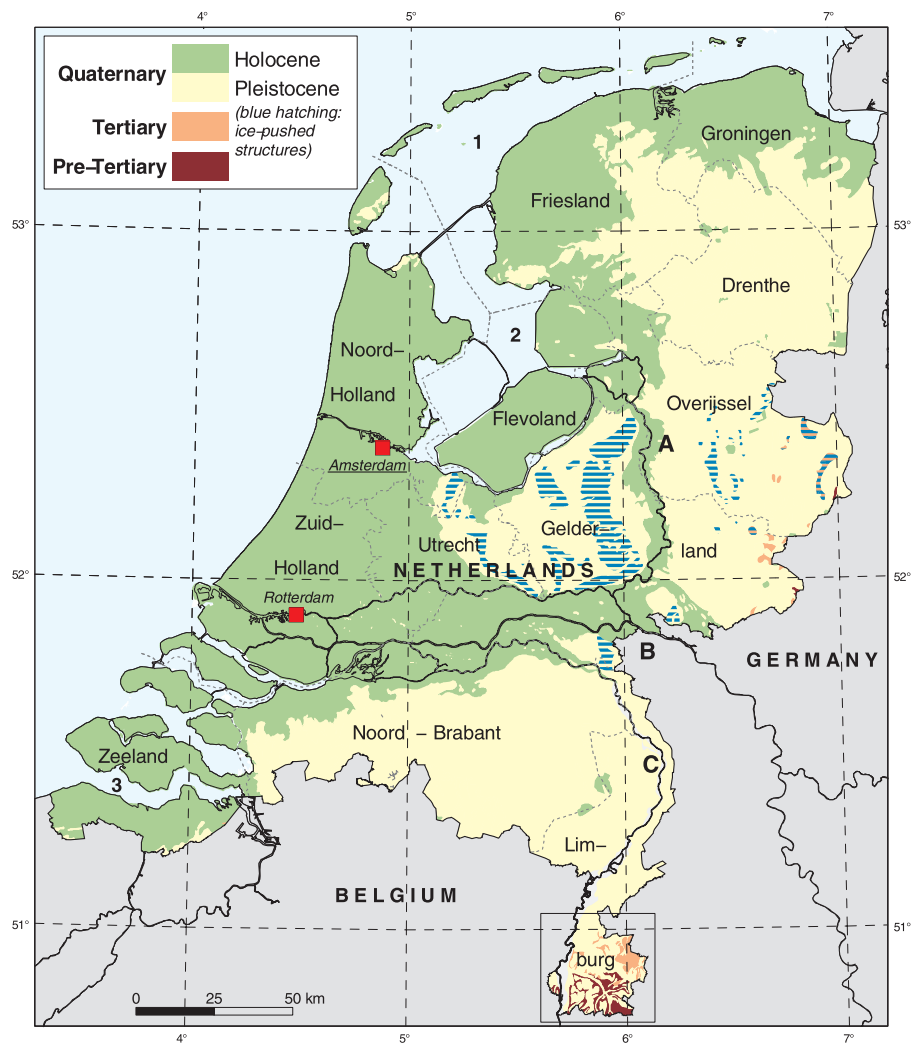 4°
5°
6°
7°
Quaternary
Holocene
Pleistocene
(blue hatching:
ice-pushed
structures)
Tertiary
Pre–Tertiary
1
Groningen
Friesland
53°
53°
Drenthe
2
Noord–
Holland
Overijssel
Flevoland
A
Amsterdam
Zuid–
Holland
Gelder–
Utrecht
land
NETHERLANDS
52°
52°
Rotterdam
B
GERMANY
Noord – Brabant
Zeeland
3
C
Lim–
BELGIUM
51°
51°
burg
0 25 50 km
4°
5°
6°
7°